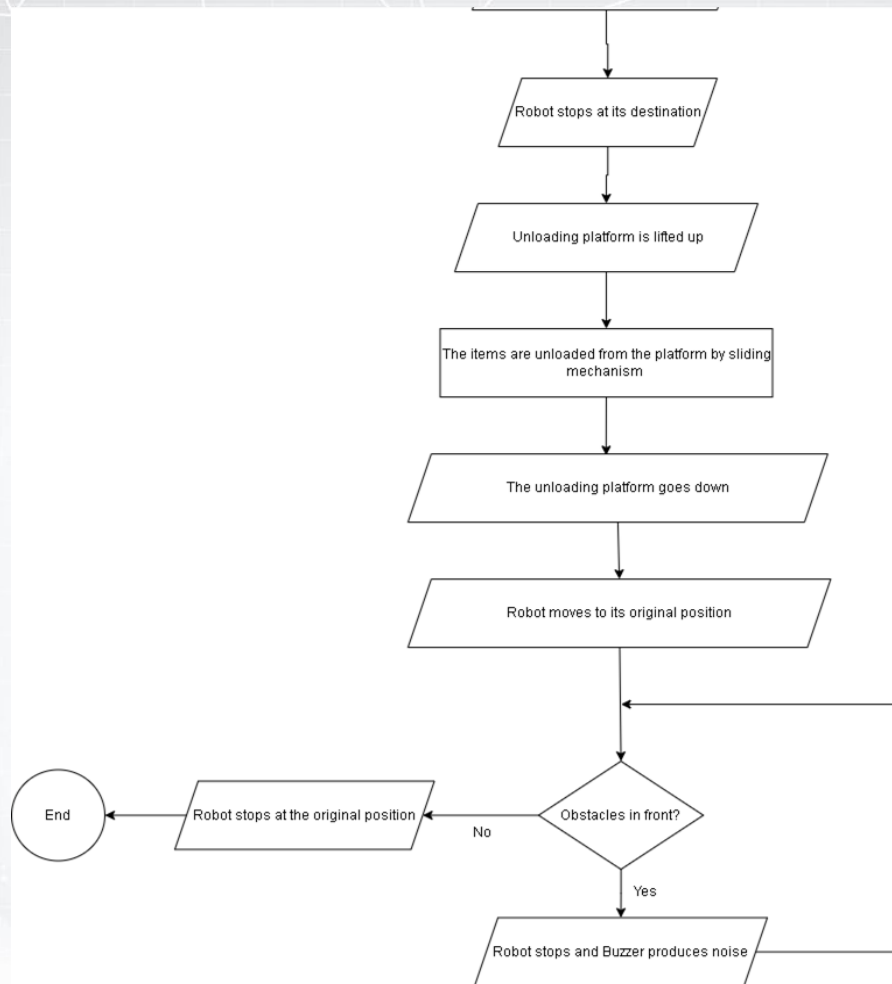 Robot stops at its destination
Unloading platform is lifted up
The items are unloaded from the platform by sliding
mechanism
The unloading platform goes down
Robot moves to its original position
Obstacles in front?
No
Robot stops at the original position
End
Yes
Robot stops and Buzzer produces noise